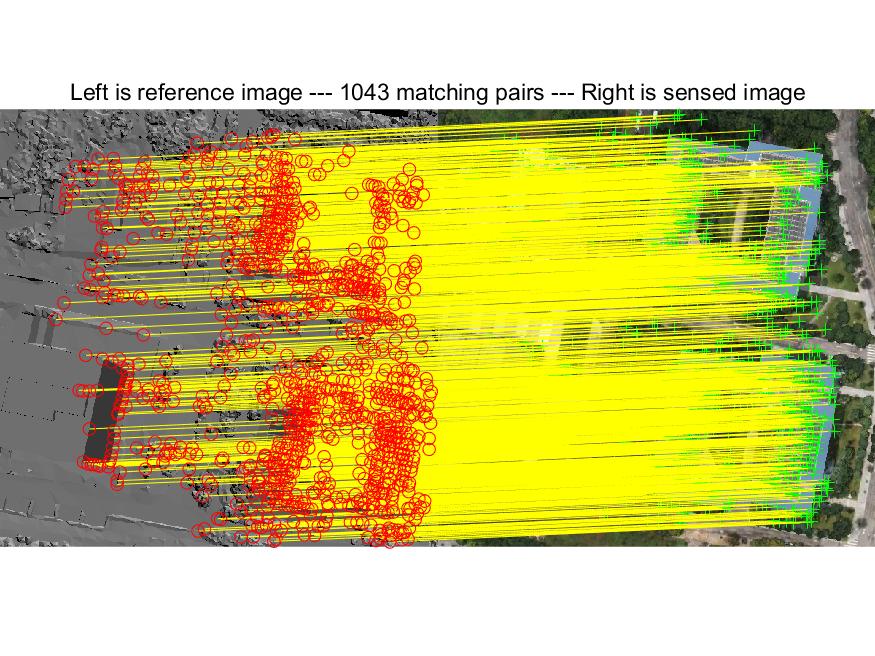 Left is reference image --- 1043 matching pairs --- Right is sensed image